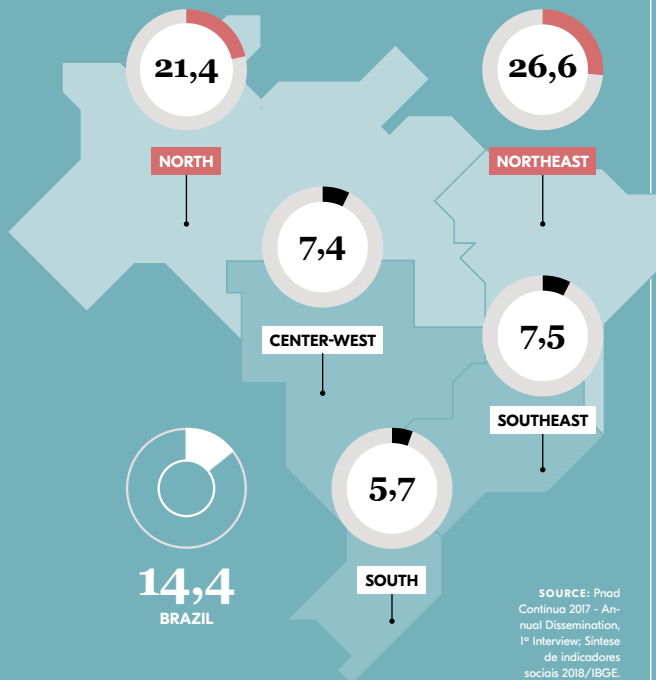 21,4
NORTH
26,6
NORTHEAST
7,4
CENTER-WEST
7,5
SOUTHEAST
5,7
SOUTH
14,4
BRAZIL
SOURCE: Pnad
Contínua 2017 - An-
nual Dissemination,
1ª Interview; Síntese
de indicadores
sociais 2018/IBGE.